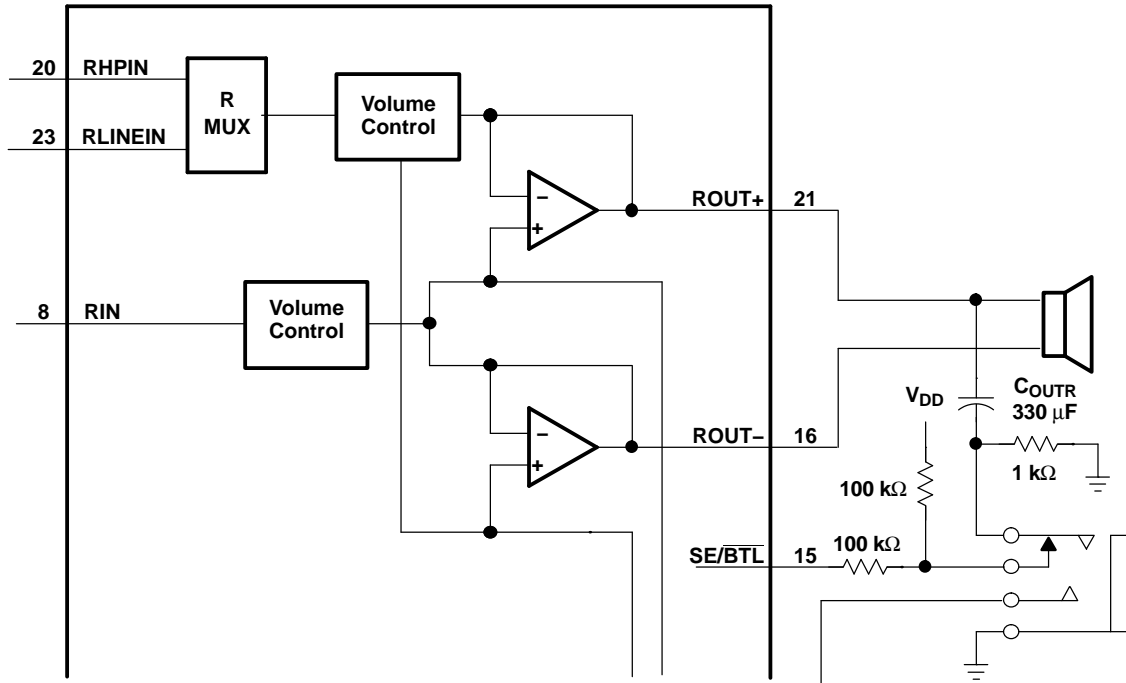 20 RHPIN
R
MUX
Volume
Control
23 RLINEIN
−
+
ROUT+ 21
8 RIN
Volume
Control
−
+
ROUT− 16
VDD
COUTR
330 μF
1 kΩ
100 kΩ
100 kΩ
SE/BTL 15